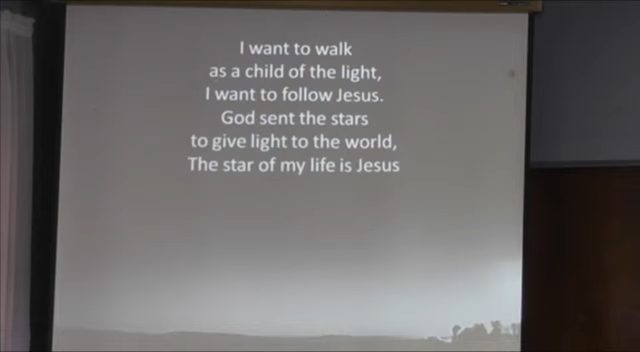 I want to walk
as a child of the light,
I want to follow Jesus.
God sent the stars
to give light to the world,
The star of my life is Jesus